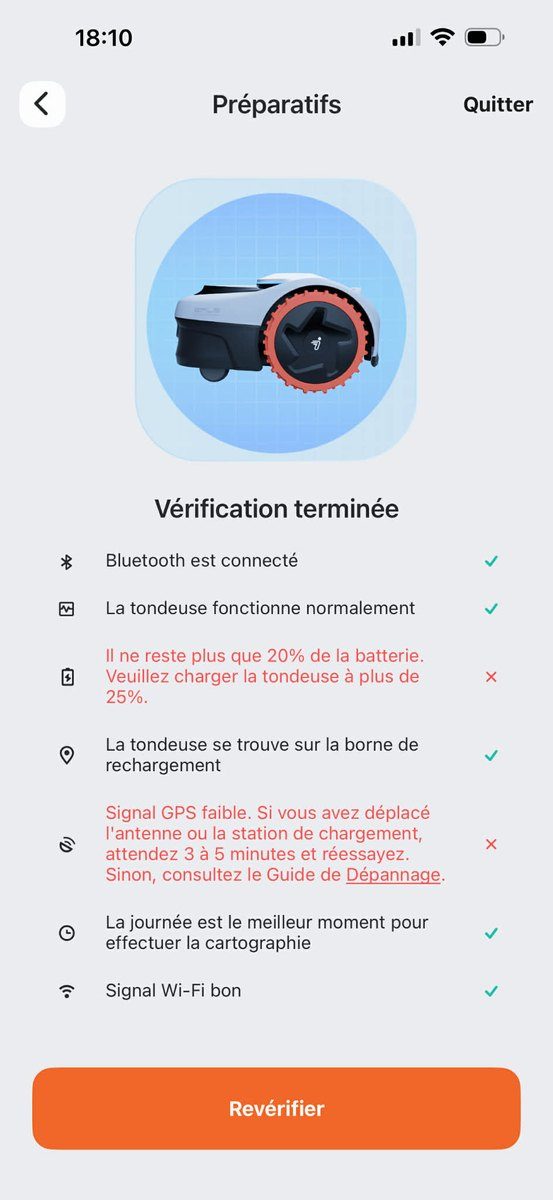 18:10
Préparatifs
Quitter
Vérification terminée
Bluetooth est connecté
La tondeuse fonctionne normalement
Il ne reste plus que 20% de la batterie.
Veuillez charger la tondeuse à plus de
25%.
La tondeuse se trouve sur la borne de
rechargement
Signal GPS faible. Si vous avez déplacé
l'antenne ou la station de chargement,
attendez 3 à 5 minutes et réessayez.
Sinon, consultez le Guide de Dépannage.
La journée est le meilleur moment pour
effectuer la cartographie
Signal Wi-Fi bon
Revérifier